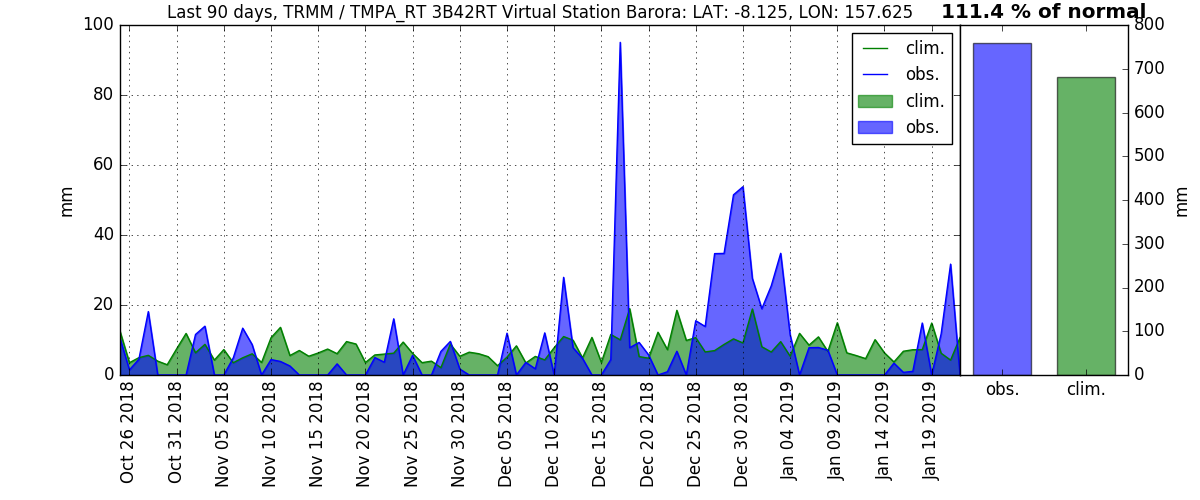 Last 90 days, TRMM / TMPA_RT 3B42RT Virtual Station Barora: LAT: -8.125, LON: 157.625
111.4 % of normal
100
80
60
40
20
0
mm
clim.
obs.
clim.
obs.
800
700
600
500
400
300
200
100
0
mm
obs.
clim.
Oct 26 2018
Oct 31 2018
Nov 05 2018
Nov 10 2018
Nov 15 2018
Nov 20 2018
Nov 25 2018
Nov 30 2018
Dec 05 2018
Dec 10 2018
Dec 15 2018
Dec 20 2018
Dec 25 2018
Dec 30 2018
Jan 04 2019
Jan 09 2019
Jan 14 2019
Jan 19 2019